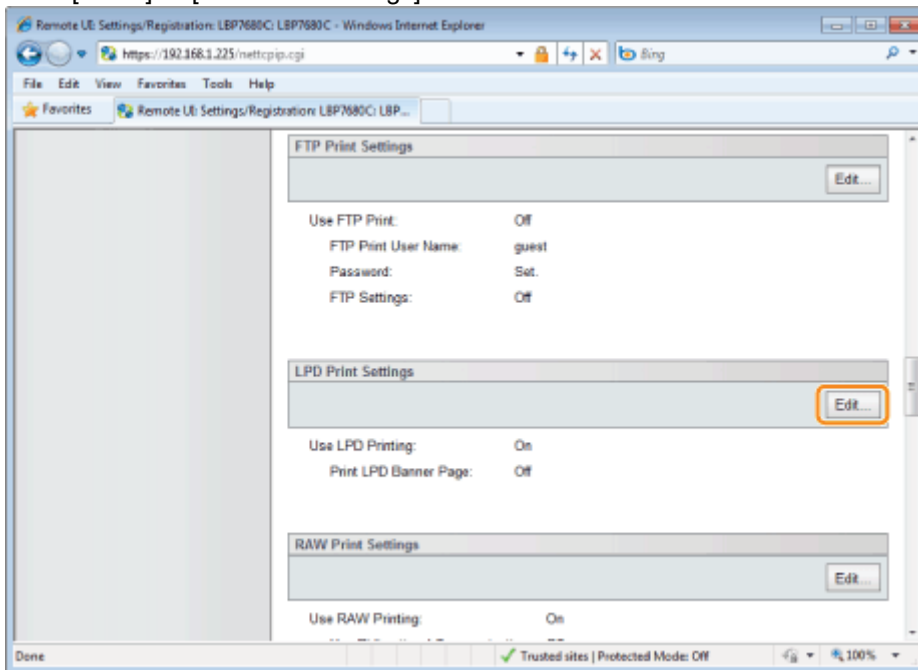 Remote UI: Settings/Registration: LBP7680C: LBP7680C - Windows Internet Explorer
https://192.168.1.225/nettcpip.cgi
Bing
File Edit View Favorites Tools Help
Favorites
Remote UI: Settings/Registration: LBP7680C: LBP...
FTP Print Settings
Edit...
Use FTP Print: Off
FTP Print User Name: guest
Password: Set.
FTP Settings: Off
LPD Print Settings
Edit...
Use LPD Printing: On
Print LPD Banner Page: Off
RAW Print Settings
Edit...
Use RAW Printing: On
Done
Trusted sites | Protected Mode: Off
100%